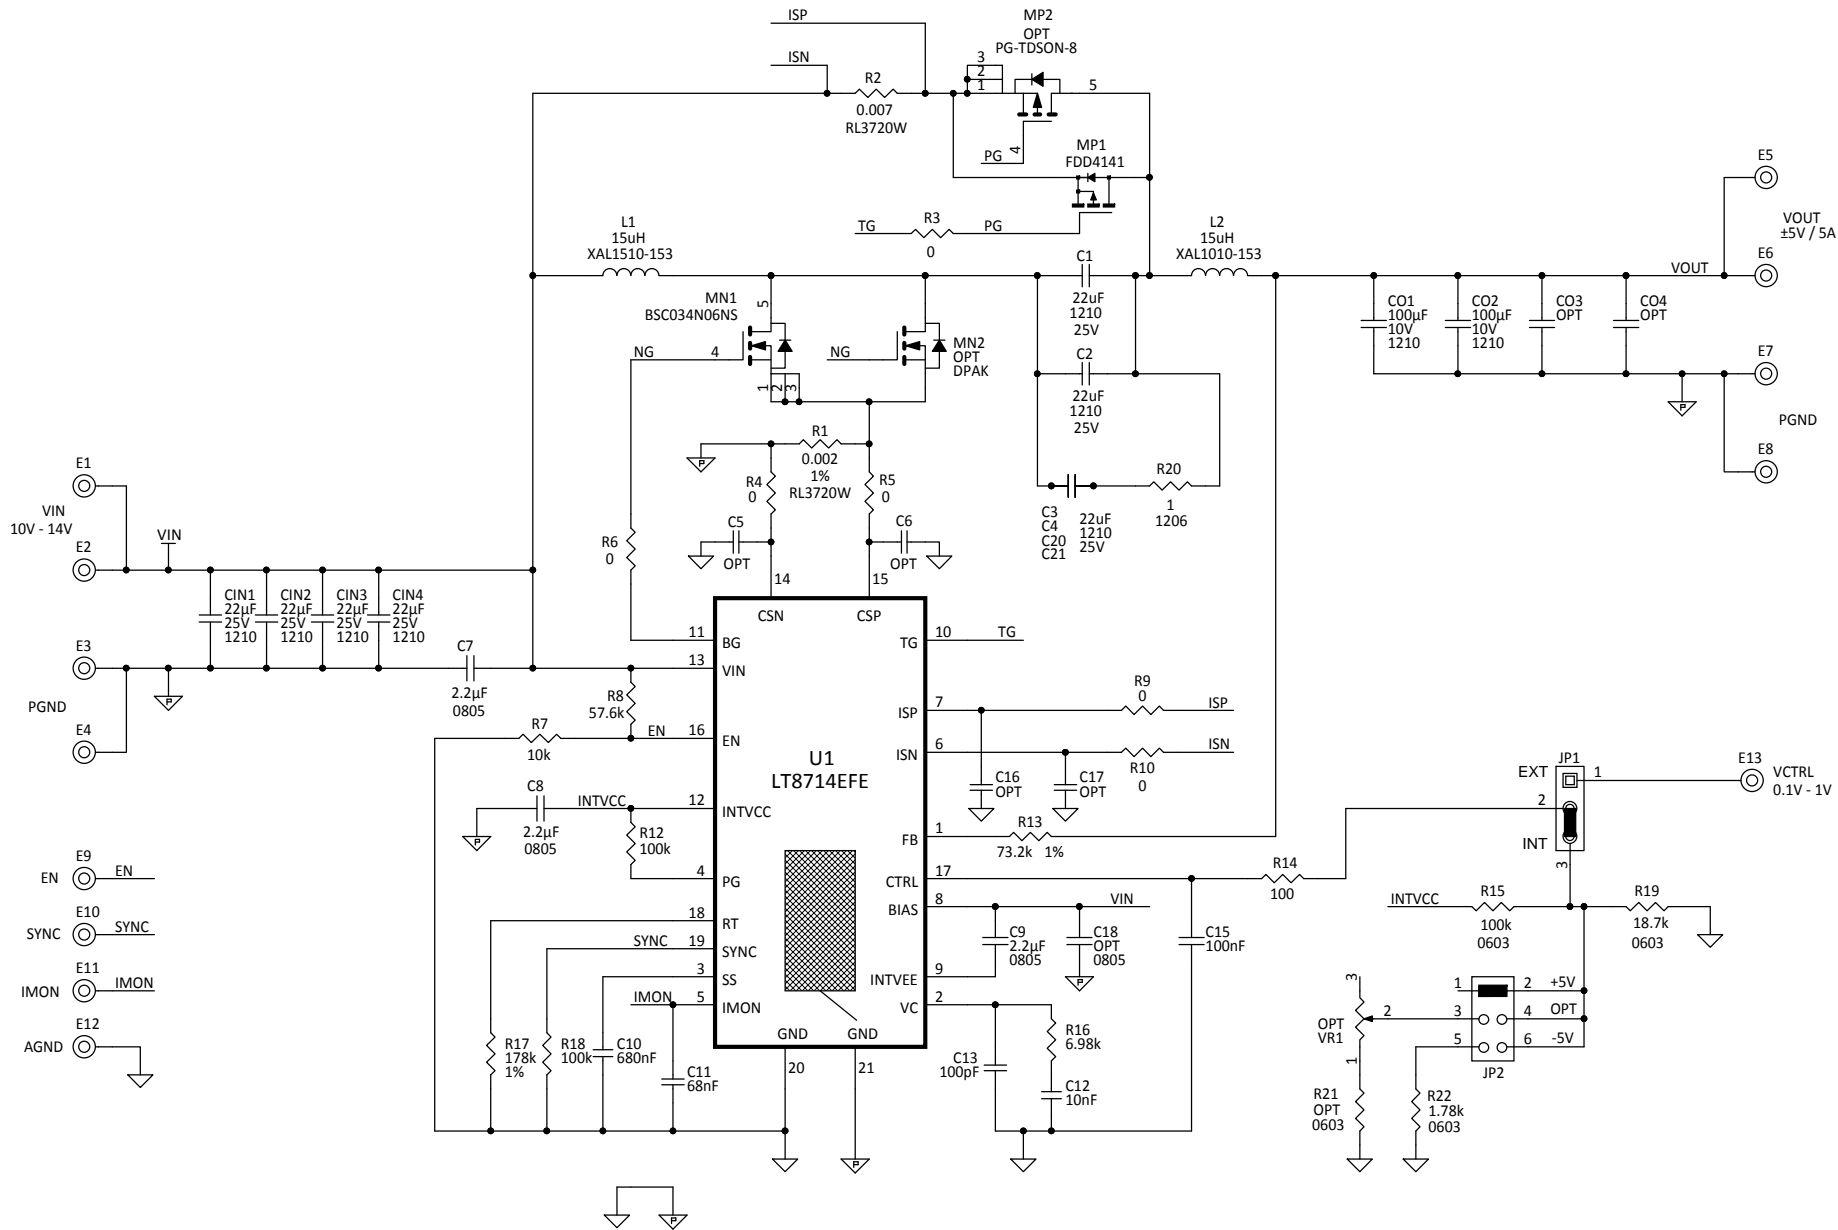 ISP
ISN
R2
0.007
RL3720W
MP2
OPT
PG-TDSON-8
3
2
1
5
4
PG
MP1
FDD4141
TG
R3
0
PG
L1
15uH
XAL1510-153
L2
15uH
XAL1010-153
E5
VOUT
±5V / 5A
E6
VOUT
E7
PGND
E8
CO1
100µF
10V
1210
CO2
100µF
10V
1210
CO3
OPT
CO4
OPT
C1
22uF
1210
25V
C2
22uF
1210
25V
C3
C4
C20
C21
22uF
1210
25V
R20
1
1206
MN1
BSC034N06NS
5
NG
4
1
2
3
NG
MN2
OPT
DPAK
R1
0.002
1%
RL3720W
R4
0
R5
0
C5
OPT
C6
OPT
R6
0
14
15
E1
VIN
10V - 14V
E2
VIN
E3
PGND
E4
CIN1
22µF
25V
1210
CIN2
22µF
25V
1210
CIN3
22µF
25V
1210
CIN4
22µF
25V
1210
C7
2.2µF
0805
R8
57.6k
R7
10k
EN
C8
2.2µF
0805
INTVCC
R12
100k
E9
EN
EN
E10
SYNC
SYNC
E11
IMON
IMON
E12
AGND
CSN
CSP
11
BG
13
VIN
16
EN
12
INTVCC
4
PG
18
RT
SYNC
19
SYNC
3
SS
IMON
5
IMON
U1
LT8714EFE
GND
GND
20
21
10
TG
TG
7
ISP
6
ISN
1
FB
17
CTRL
8
BIAS
9
INTVEE
2
VC
R9
0
ISP
ISN
R10
0
C16
OPT
C17
OPT
R13
73.2k 1%
VIN
C9
2.2µF
0805
C18
OPT
0805
C15
100nF
R14
100
R16
6.98k
C13
100pF
C12
10nF
R17
178k
1%
R18
100k
C10
680nF
C11
68nF
JP1
EXT
1
2
INT
3
E13
VCTRL
0.1V - 1V
INTVCC
R15
100k
0603
R19
18.7k
0603
1
2
+5V
3
4
OPT
5
6
-5V
JP2
3
2
OPT
VR1
1
R21
OPT
0603
R22
1.78k
0603
P
P
P
P
P
P
P